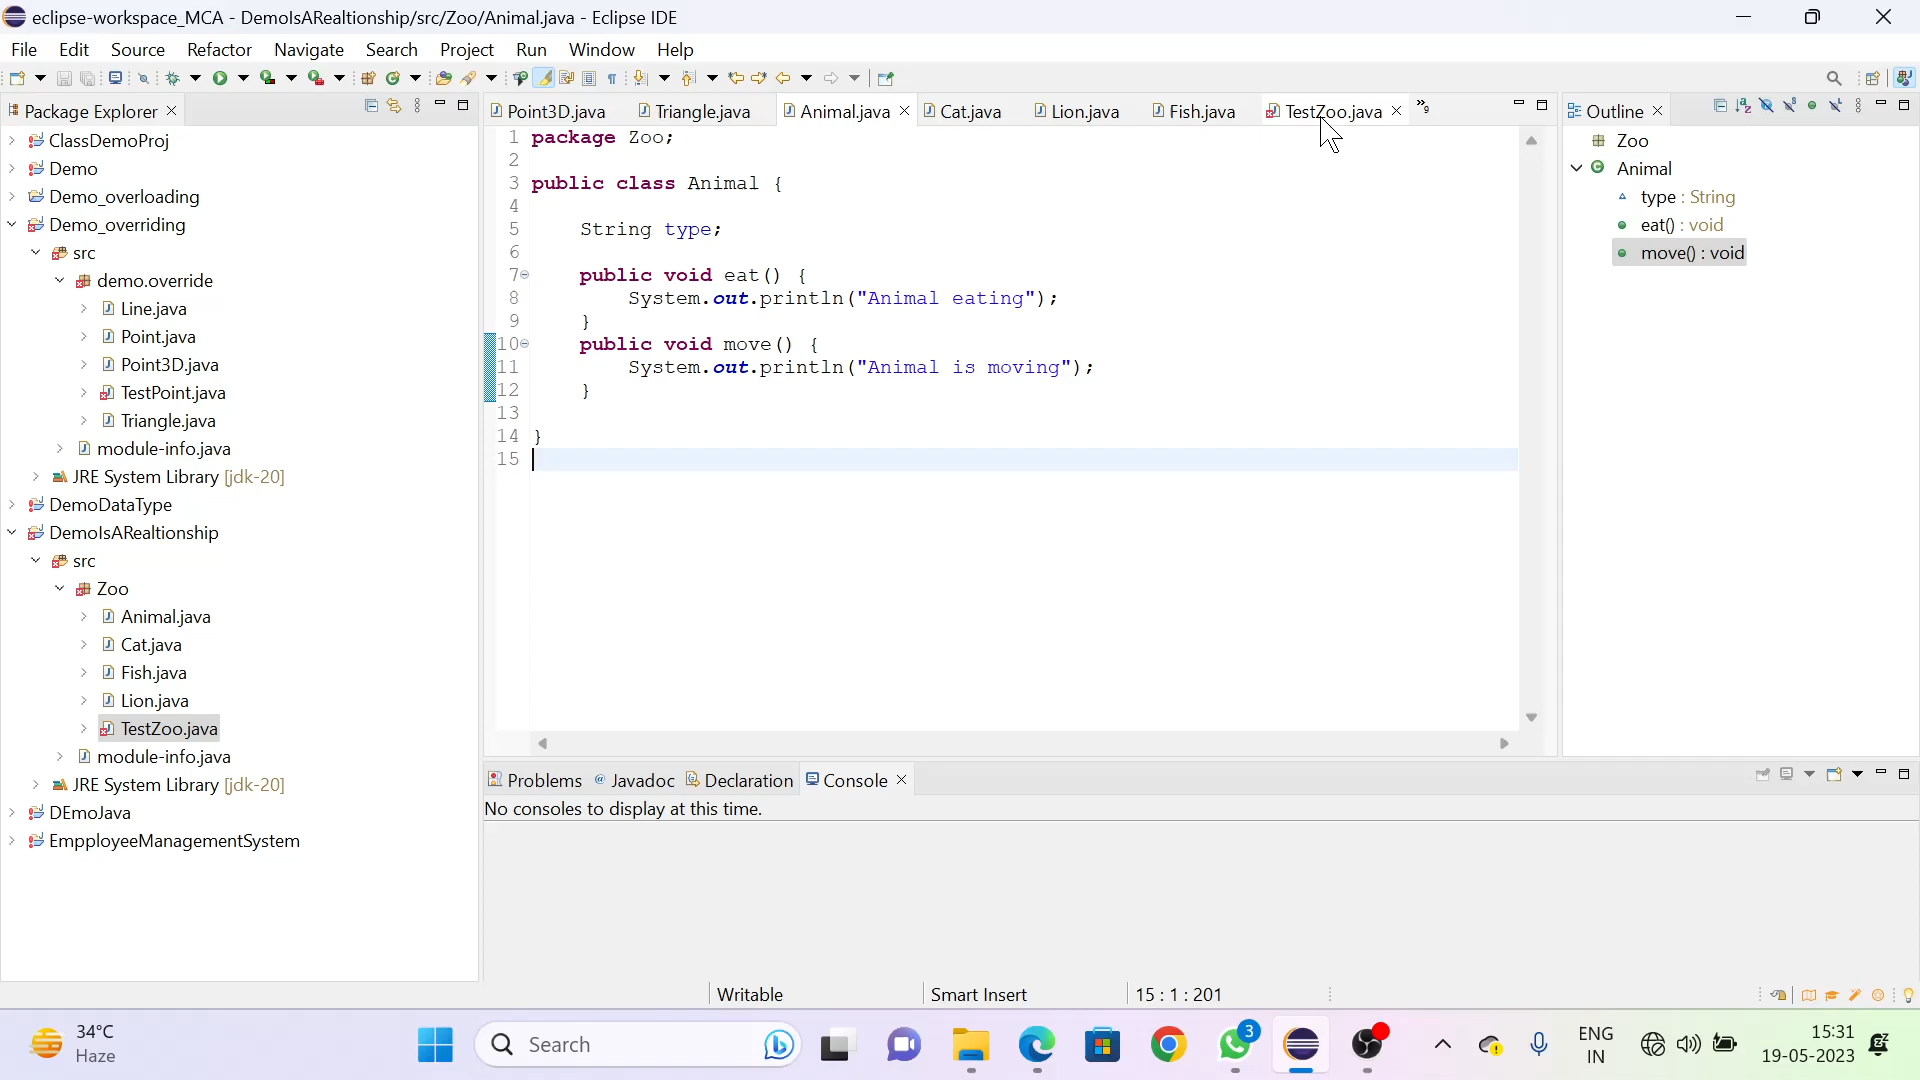 eclipse-workspace_MCA - DemoIsARealtionship/src/Zoo/Animal.java - Eclipse IDE
File Edit Source Refactor Navigate Search Project Run Window Help
Package Explorer
ClassDemoProj
Demo
Demo_overloading
Demo_overriding
src
demo.override
Line.java
Point.java
Point3D.java
TestPoint.java
Triangle.java
module-info.java
JRE System Library [jdk-20]
DemoDataType
DemoIsARealtionship
src
Zoo
Animal.java
Cat.java
Fish.java
Lion.java
TestZoo.java
module-info.java
JRE System Library [jdk-20]
DEmoJava
EmpployeeManagementSystem
Point3D.java Triangle.java Animal.java Cat.java Lion.java Fish.java TestZoo.java »9
1 package Zoo;
2
3 public class Animal {
4
5 String type;
6
7 public void eat() {
8 System.out.println("Animal eating");
9 }
10 public void move() {
11 System.out.println("Animal is moving");
12 }
13
14 }
15
Outline
Zoo
Animal
type : String
eat() : void
move() : void
Problems @ Javadoc Declaration Console
No consoles to display at this time.
Writable Smart Insert 15 : 1 : 201
34°C
Haze
Search
3
ENG
IN
15:31
19-05-2023